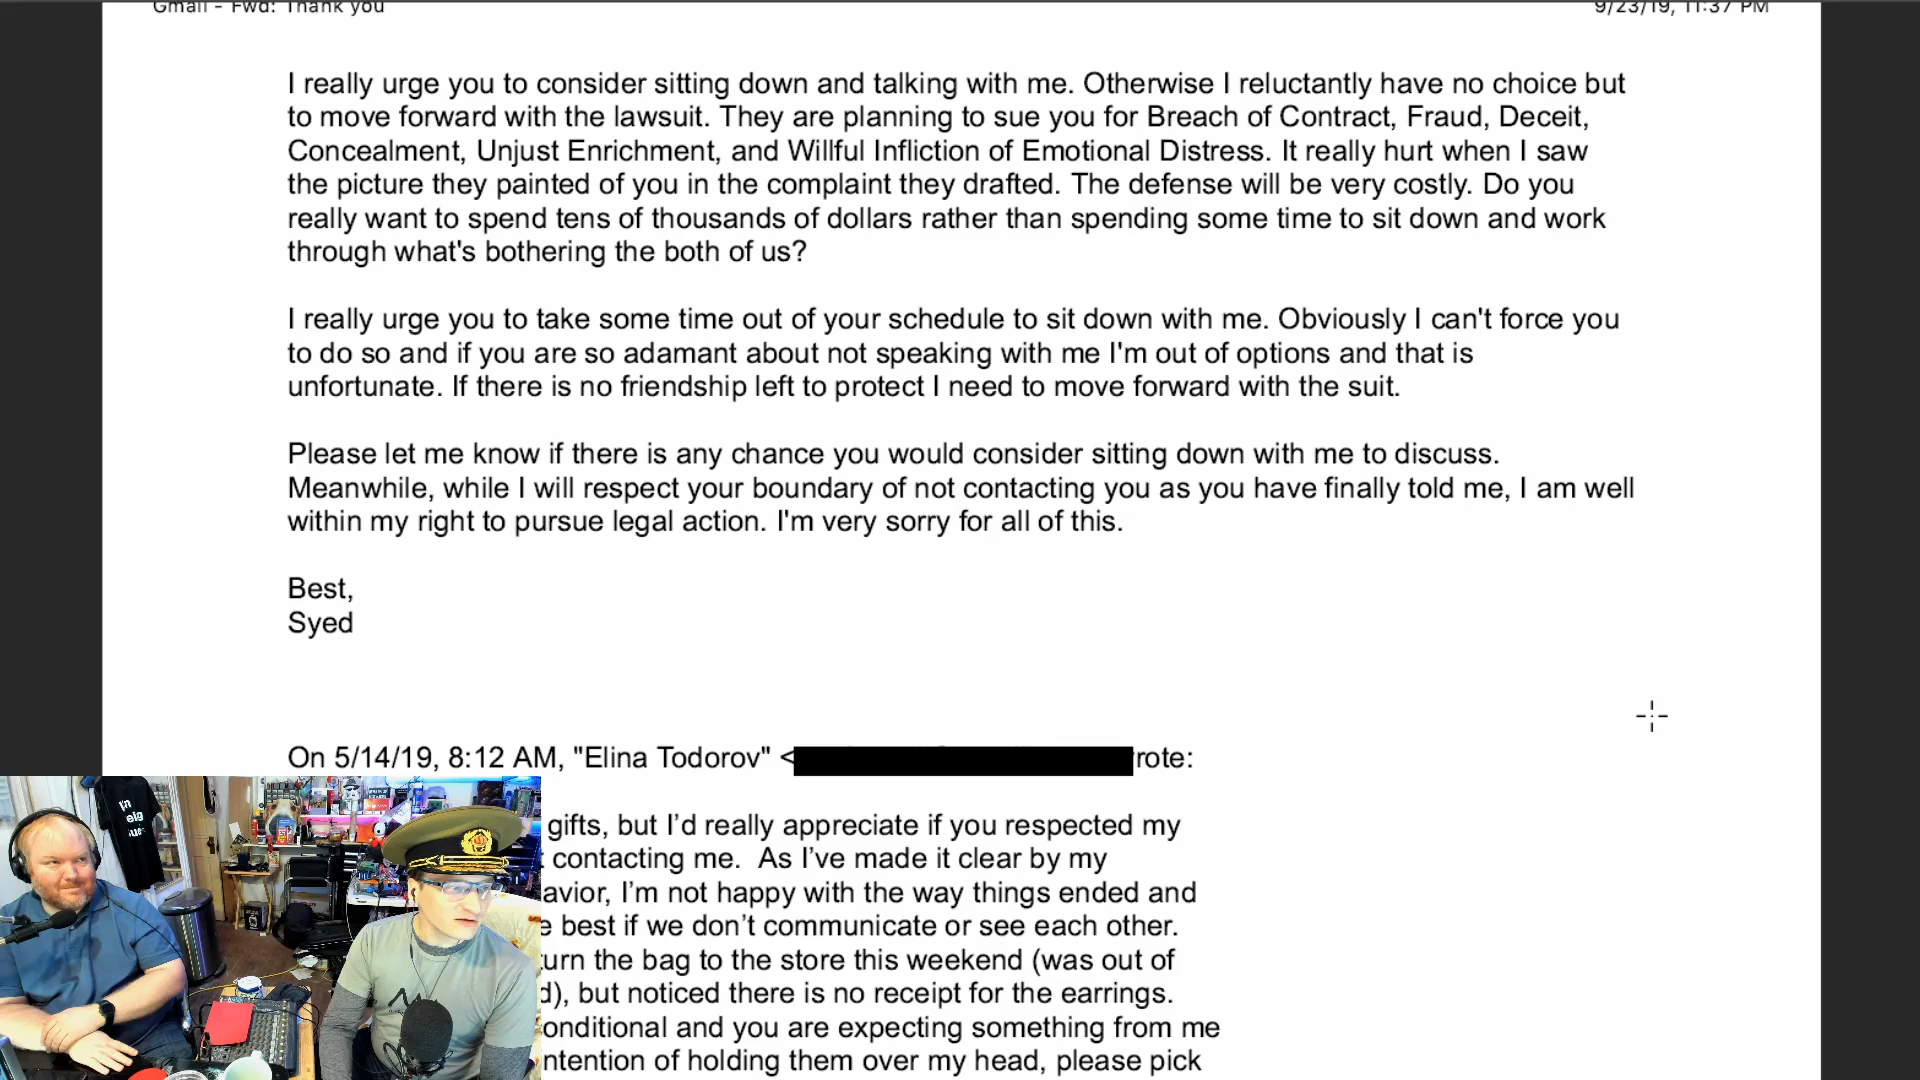 Gmail - Fwd: Thank you
9/23/19, 11:37 PM
I really urge you to consider sitting down and talking with me. Otherwise I reluctantly have no choice but
to move forward with the lawsuit. They are planning to sue you for Breach of Contract, Fraud, Deceit,
Concealment, Unjust Enrichment, and Willful Infliction of Emotional Distress. It really hurt when I saw
the picture they painted of you in the complaint they drafted. The defense will be very costly. Do you
really want to spend tens of thousands of dollars rather than spending some time to sit down and work
through what's bothering the both of us?
I really urge you to take some time out of your schedule to sit down with me. Obviously I can't force you
to do so and if you are so adamant about not speaking with me I'm out of options and that is
unfortunate. If there is no friendship left to protect I need to move forward with the suit.
Please let me know if there is any chance you would consider sitting down with me to discuss.
Meanwhile, while I will respect your boundary of not contacting you as you have finally told me, I am well
within my right to pursue legal action. I'm very sorry for all of this.
Best,
Syed
On 5/14/19, 8:12 AM, "Elina Todorov" <
rote:
gifts, but I’d really appreciate if you respected my
contacting me.  As I’ve made it clear by my
avior, I’m not happy with the way things ended and
e best if we don’t communicate or see each other.
urn the bag to the store this weekend (was out of
d), but noticed there is no receipt for the earrings.
onditional and you are expecting something from me
ntention of holding them over my head, please pick